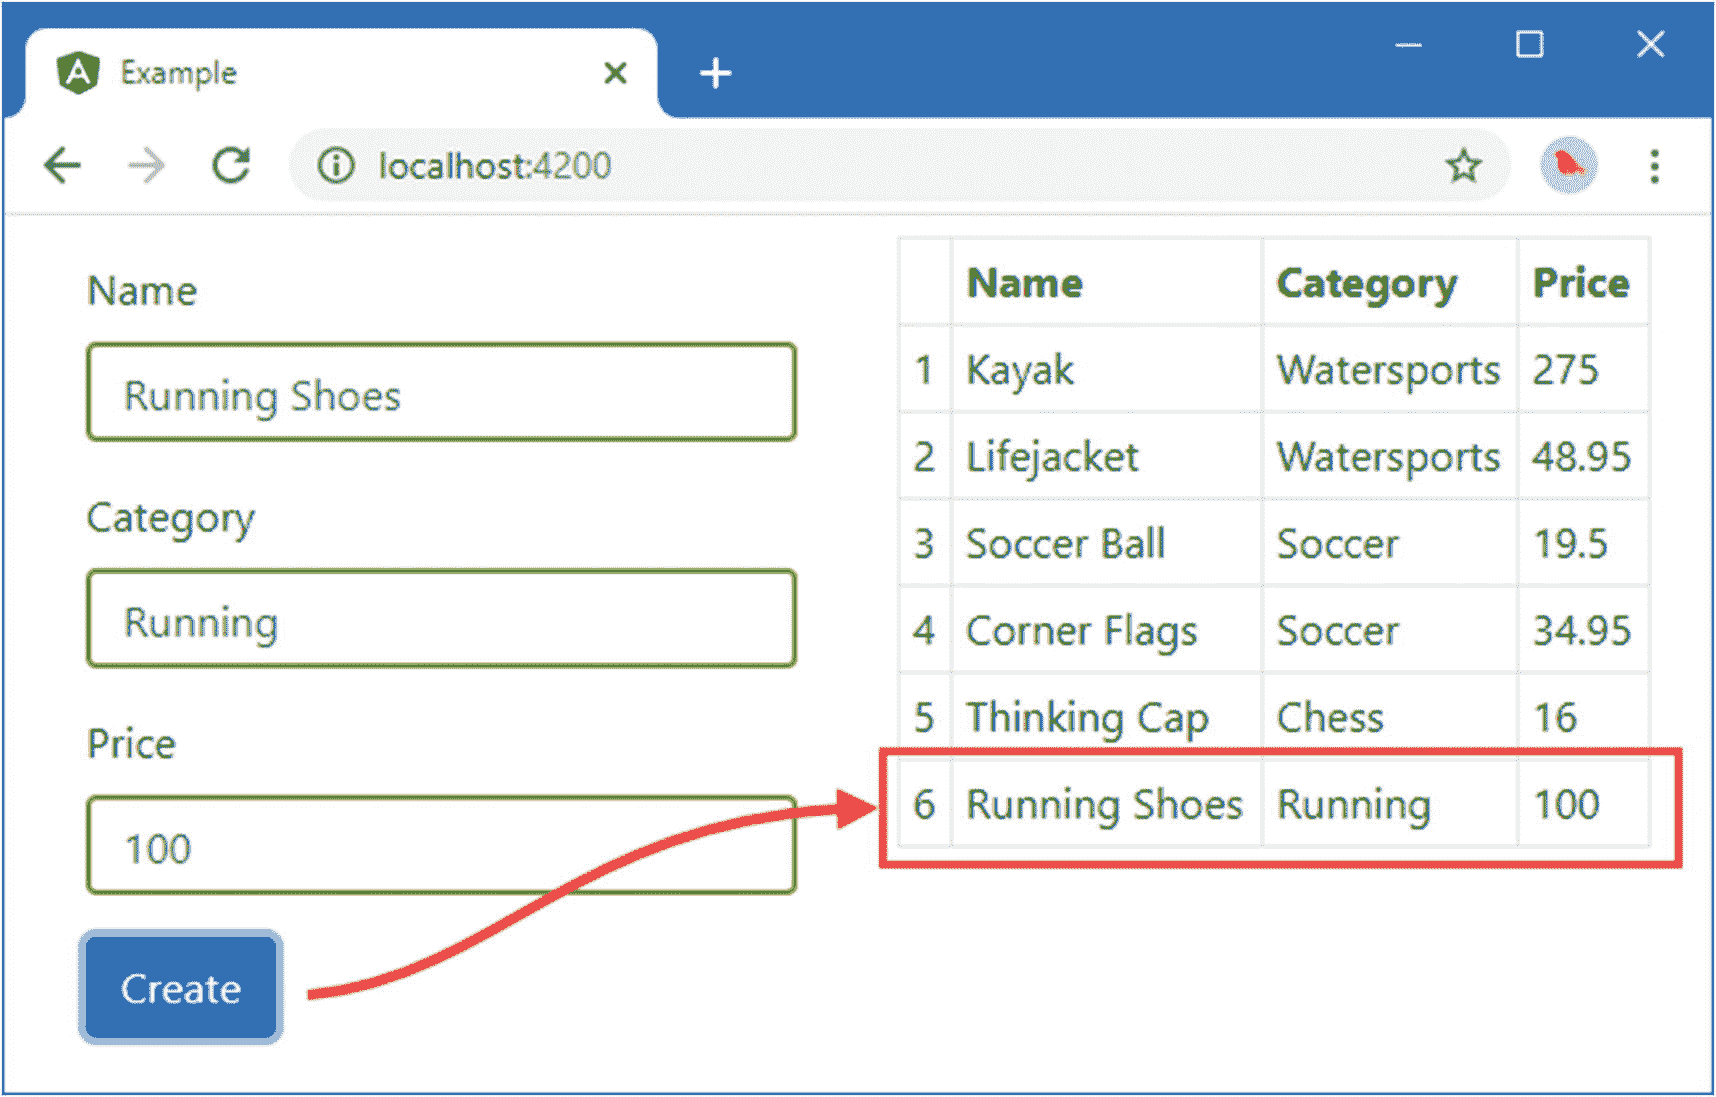 Example
localhost:4200
Name
Running Shoes
Category
Running
Price
100
Create
Name Category Price
1 Kayak Watersports 275
2 Lifejacket Watersports 48.95
3 Soccer Ball Soccer 19.5
4 Corner Flags Soccer 34.95
5 Thinking Cap Chess 16
6 Running Shoes Running 100